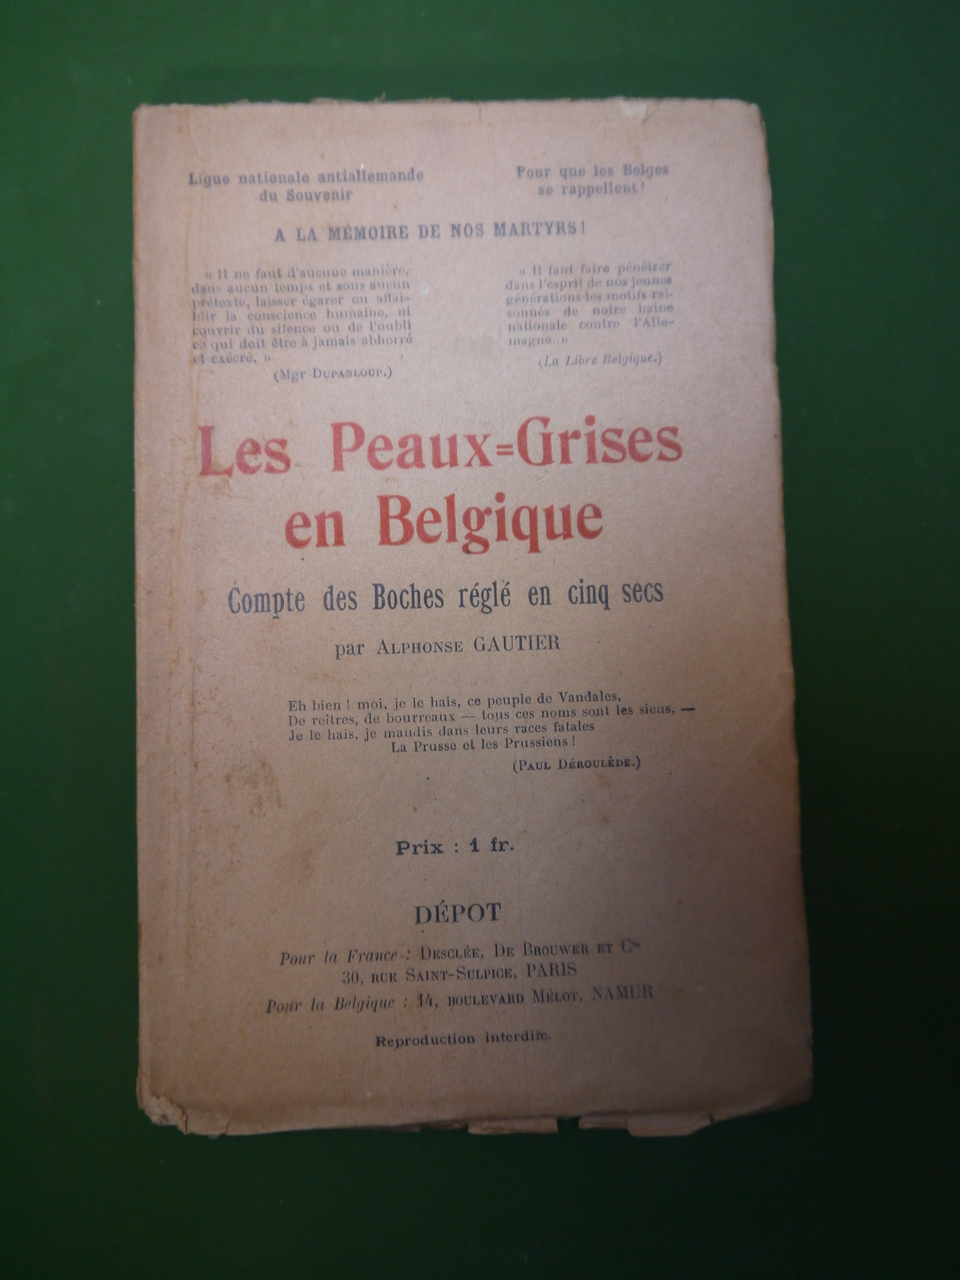 Ligue nationale antiallemande
du Souvenir
Pour que les Belges
se rappellent !
A LA MÉMOIRE DE NOS MARTYRS !
« Il ne faut d'aucune manière,
dans aucun temps et sous aucun
prétexte, laisser égarer ou affai-
blir la conscience humaine, ni
couvrir du silence ou de l'oubli
ce qui doit être à jamais abhorré
et exécré. »
(Mgr DUPANLOUP.)
« Il faut faire pénétrer
dans l'esprit de nos jeunes
générations les motifs rai-
sonnés de notre haine
nationale contre l'Alle-
magne. »
(La Libre Belgique.)
Les Peaux=Grises
en Belgique
Compte des Boches réglé en cinq secs
par ALPHONSE GAUTIER
Eh bien ! moi, je le hais, ce peuple de Vandales,
De reîtres, de bourreaux — tous ces noms sont les siens, —
Je le hais, je maudis dans leurs races fatales
La Prusse et les Prussiens !
(PAUL DÉROULÈDE.)
Prix : 1 fr.
DÉPOT
Pour la France : DESCLÉE, DE BROUWER ET Cie
30, RUE SAINT-SULPICE, PARIS
Pour la Belgique : 14, BOULEVARD MÉLOT, NAMUR
Reproduction interdite.